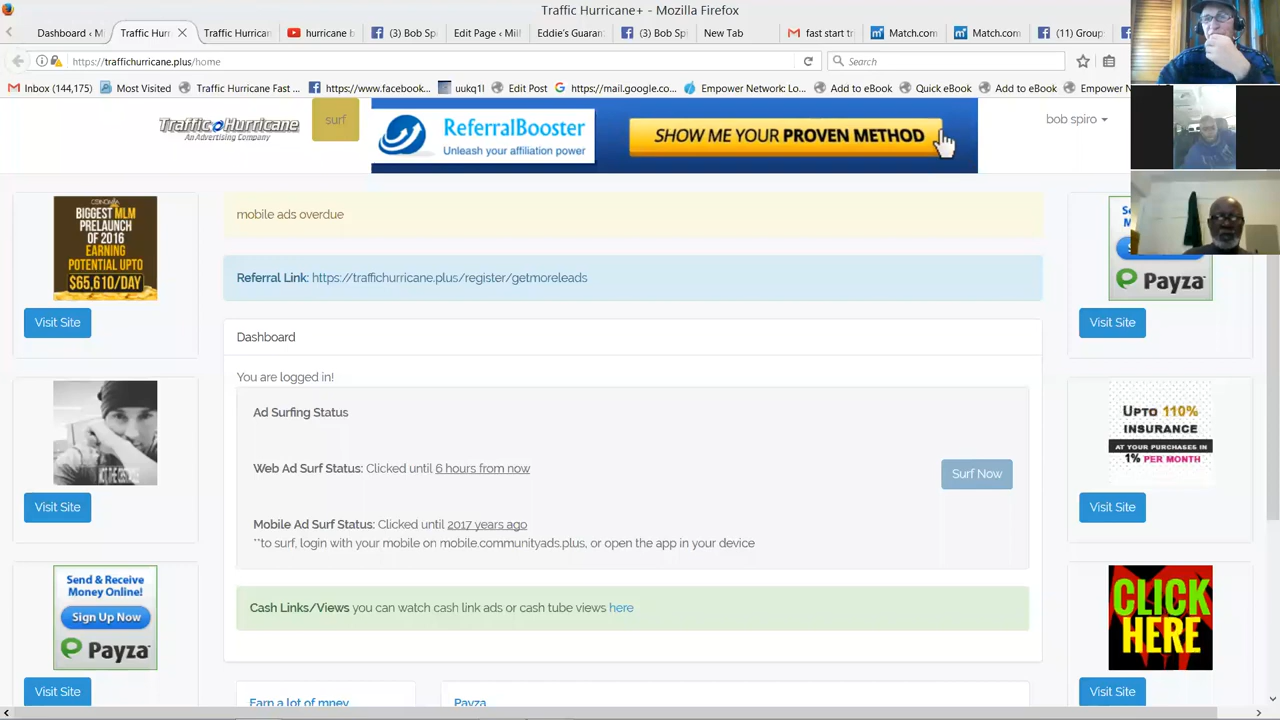 Traffic Hurricane+ - Mozilla Firefox
Dashboard < M
Traffic Hurr
Traffic Hurrican
hurricane b
(3) Bob Sp
Edit Page ‹ Mill
Eddie's Guaran
(3) Bob Sp
New Tab
fast start tr
Match.com
Match.com
(11) Group
https://traffichurricane.plus/home
Search
Inbox (144,175)
Most Visited
Traffic Hurricane Fast ...
https://www.facebook...
uukq1l
Edit Post
https://mail.google.co...
Empower Network: Lo...
Add to eBook
Quick eBook
Add to eBook
Empower N
Traffic Hurricane
An Advertising Company
surf
ReferralBooster
Unleash your affiliation power
SHOW ME YOUR PROVEN METHOD
bob spiro
BIGGEST MLM
PRELAUNCH
OF 2016
EARNING
POTENTIAL UPTO
$65,610/DAY
Visit Site
Visit Site
Send & Receive
Money Online!
Sign Up Now
Payza
Visit Site
mobile ads overdue
Referral Link: https://traffichurricane.plus/register/getmoreleads
Dashboard
You are logged in!
Ad Surfing Status
Web Ad Surf Status: Clicked until 6 hours from now
Surf Now
Mobile Ad Surf Status: Clicked until 2017 years ago
**to surf, login with your mobile on mobile.communityads.plus, or open the app in your device
Cash Links/Views you can watch cash link ads or cash tube views here
Earn a lot of mney
Payza
Payza
Visit Site
UPTO 110%
INSURANCE
AT YOUR PURCHASES IN
1% PER MONTH
Visit Site
CLICK
HERE
Visit Site